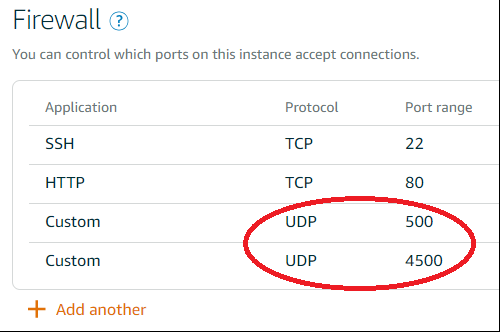 Firewall ?
You can control which ports on this instance accept connections.
Application Protocol Port range
SSH TCP 22
HTTP TCP 80
Custom UDP 500
Custom UDP 4500
+ Add another